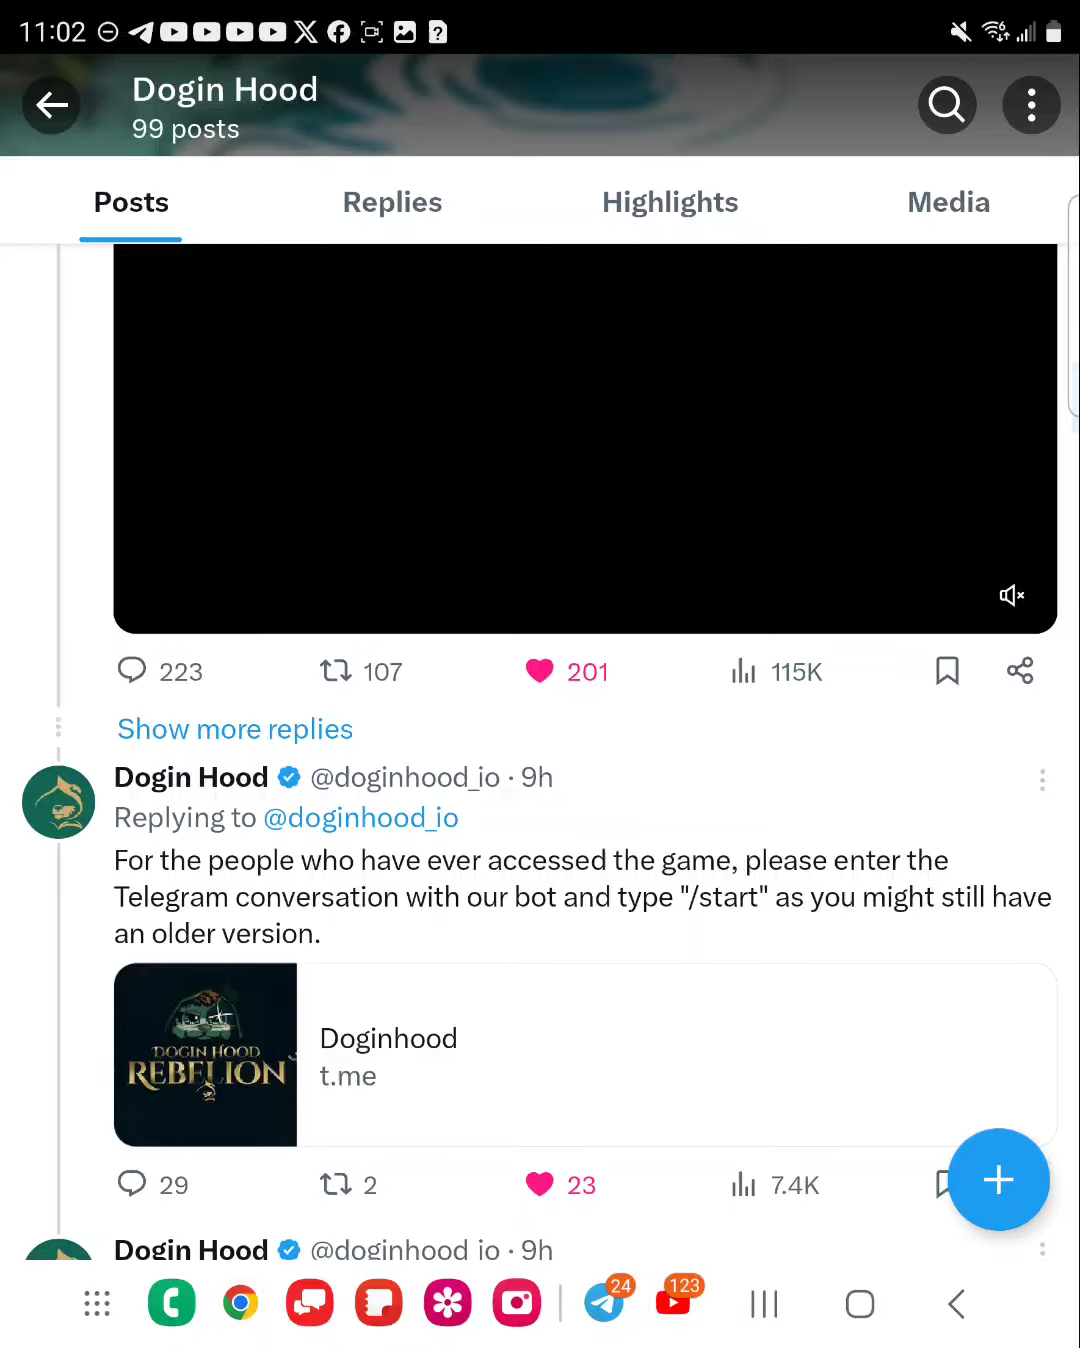 11:02
Dogin Hood
99 posts
Posts Replies Highlights Media
223 107 201 115K
Show more replies
Dogin Hood @doginhood_io · 9h
Replying to @doginhood_io
For the people who have ever accessed the game, please enter the
Telegram conversation with our bot and type "/start" as you might still have
an older version.
DOGIN HOOD
REBELION
Doginhood
t.me
29 2 23 7.4K
Dogin Hood @doginhood_io · 9h
24 123